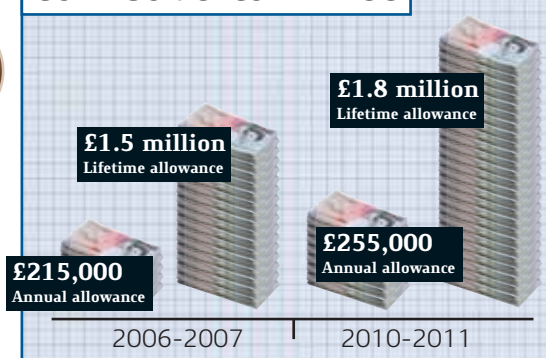 £1.8 million
Lifetime allowance
£1.5 million
Lifetime allowance
£255,000
Annual allowance
£215,000
Annual allowance
2006-2007
2010-2011